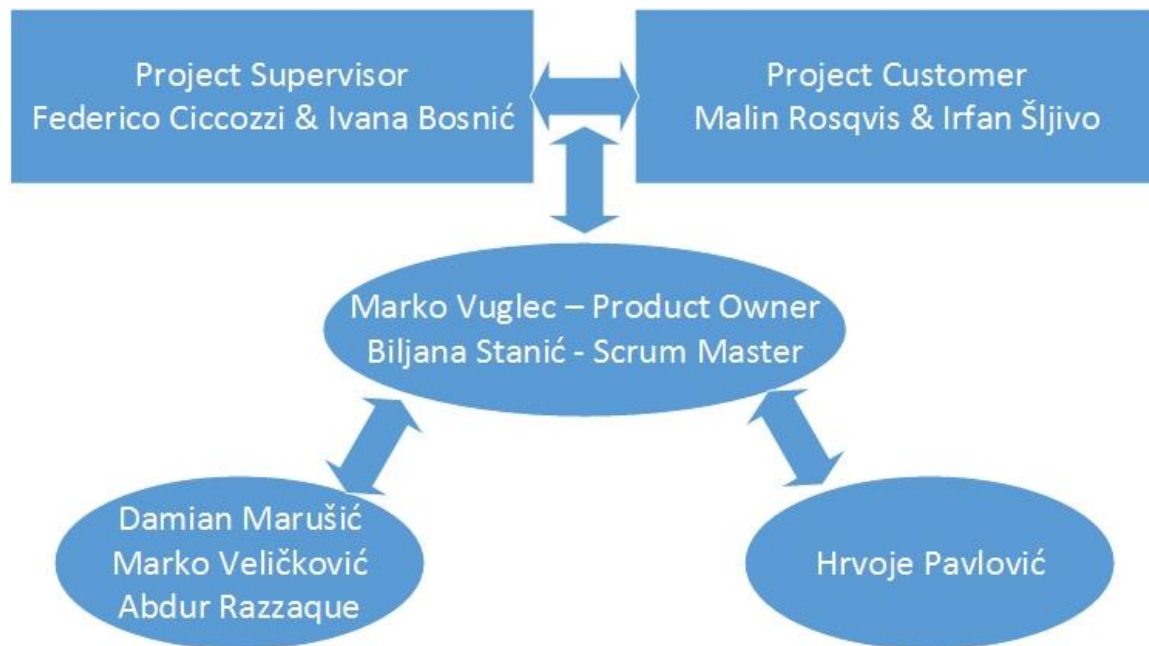 Project Supervisor
Federico Ciccozzi & Ivana Bosnić
Project Customer
Malin Rosqvis & Irfan Šljivo
Marko Vuglec – Product Owner
Biljana Stanić - Scrum Master
Damian Marušić
Marko Veličković
Abdur Razzaque
Hrvoje Pavlović